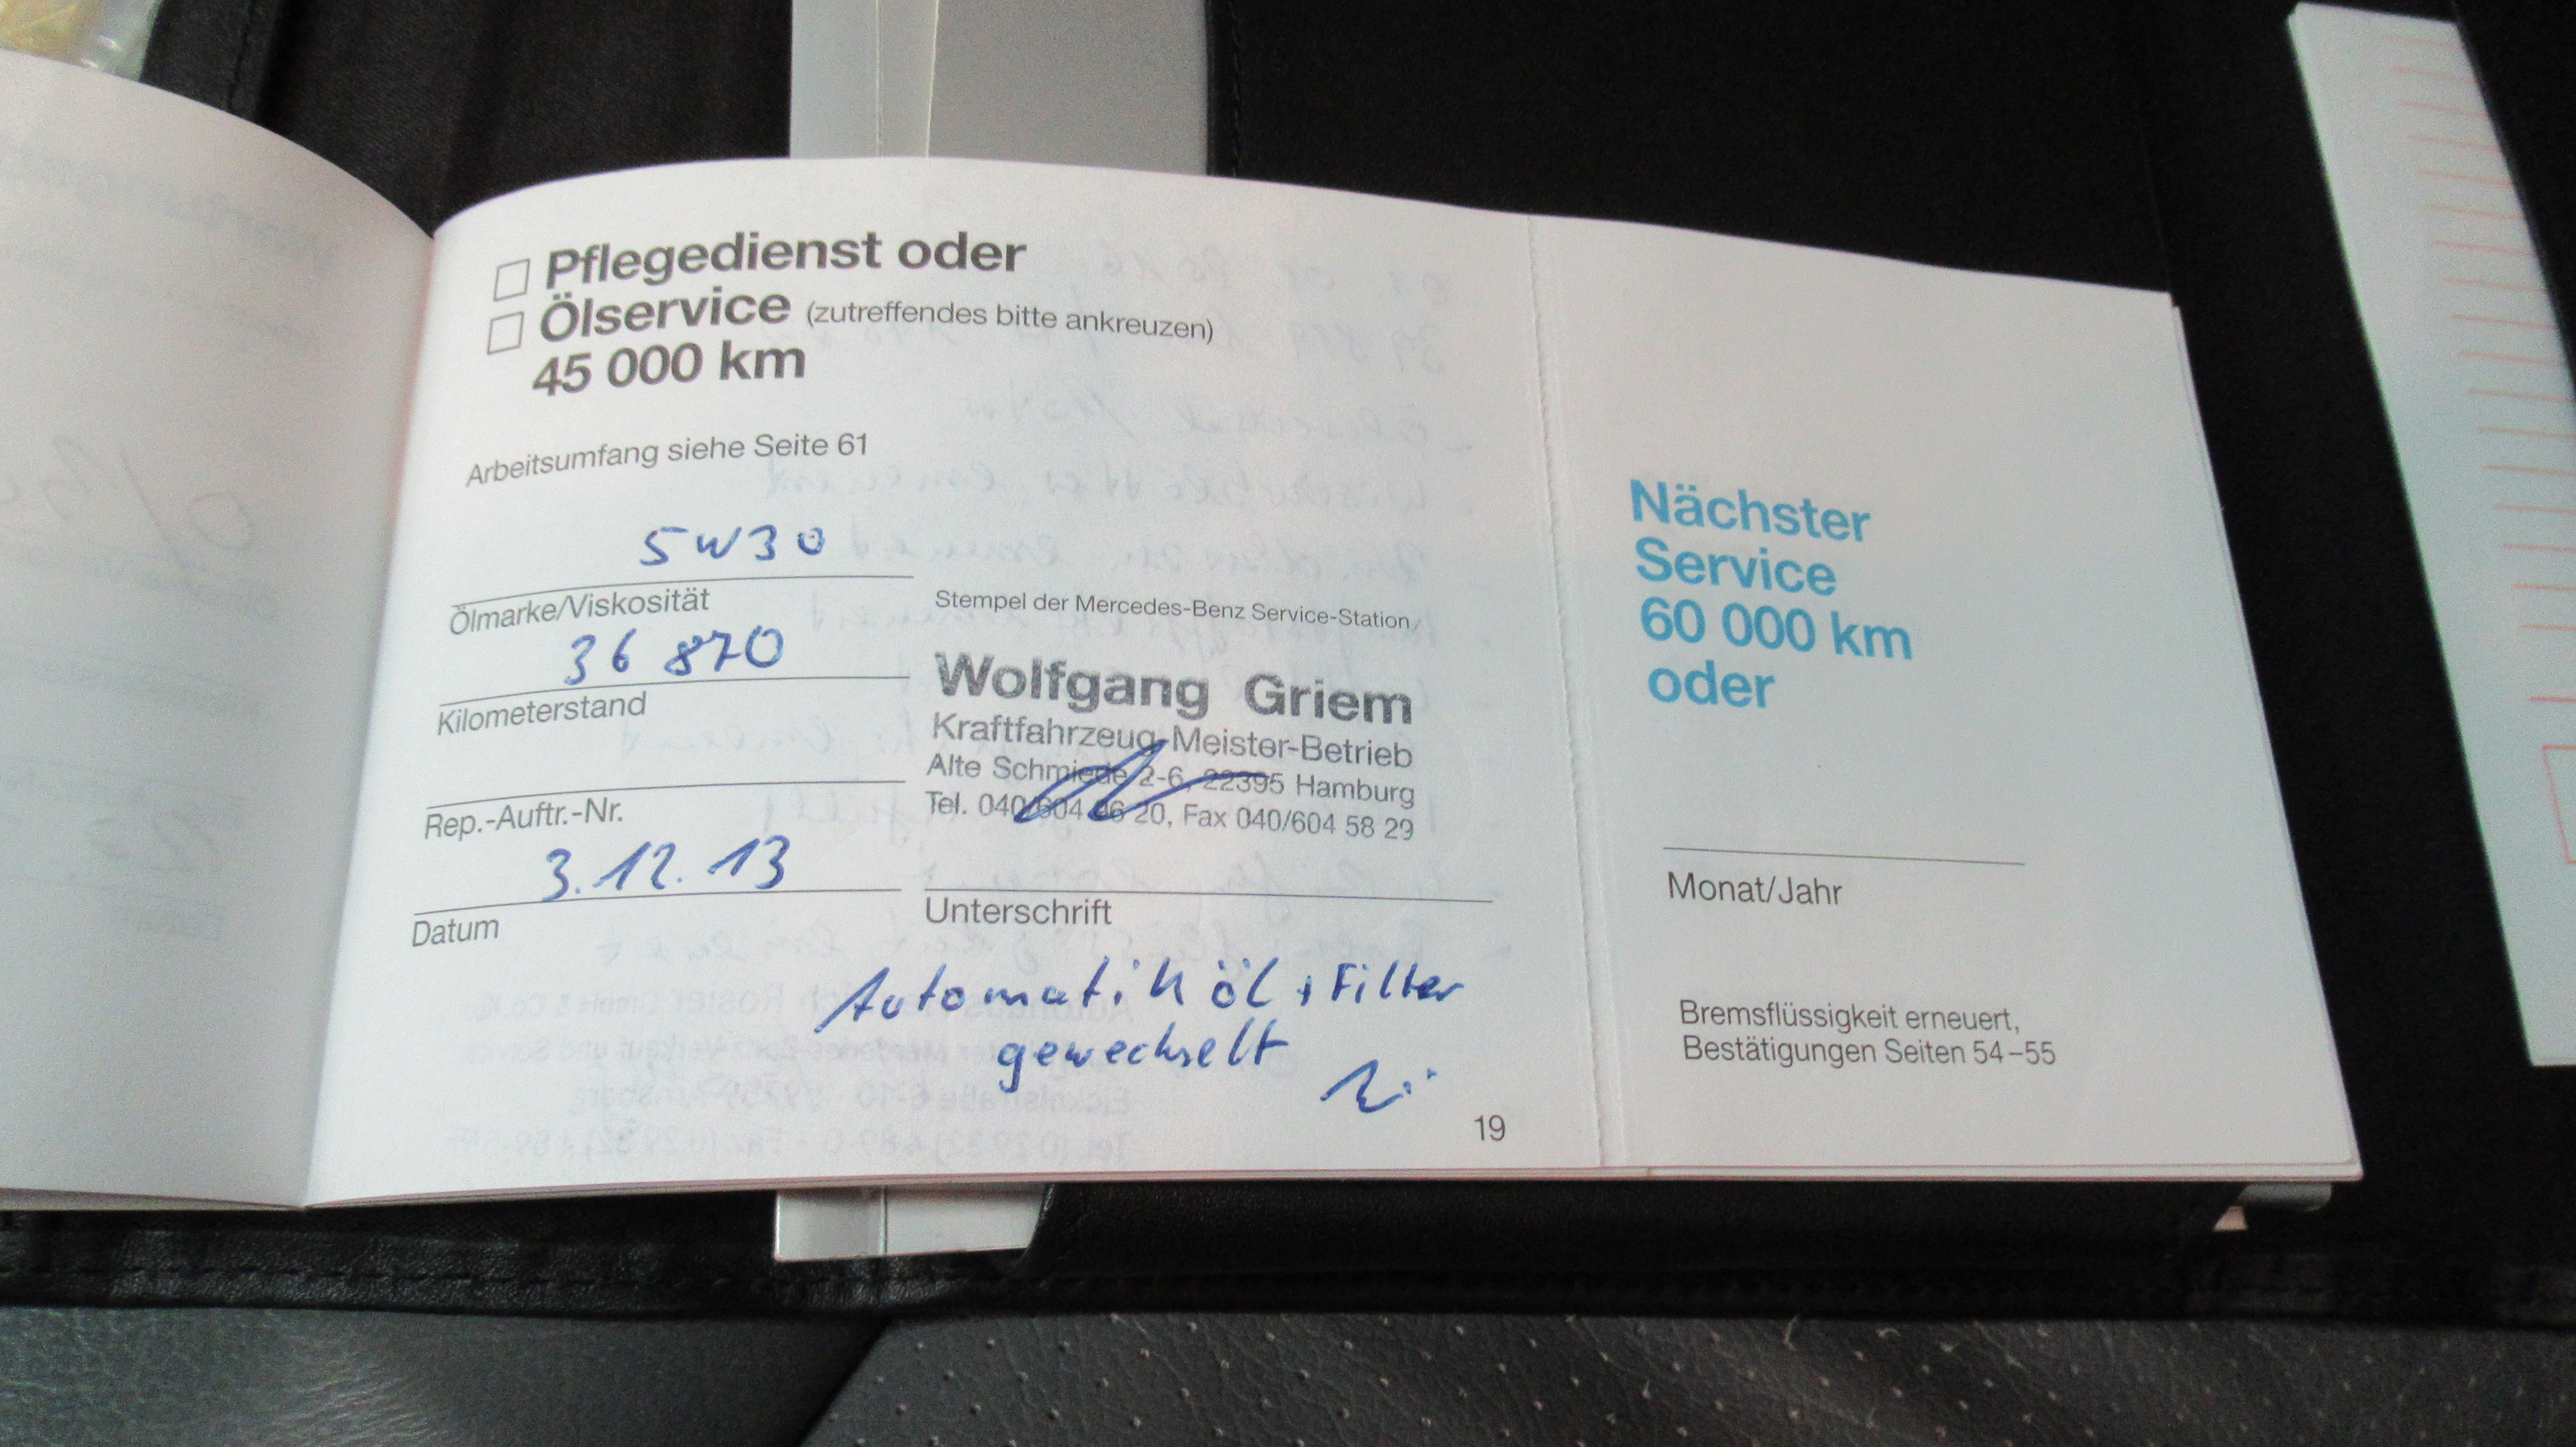 Pflegedienst oder
Ölservice (zutreffendes bitte ankreuzen)
45 000 km
Arbeitsumfang siehe Seite 61
5W30
Ölmarke/Viskosität
36 870
Kilometerstand
Rep.-Auftr.-Nr.
3.12.13
Datum
Stempel der Mercedes-Benz Service-Station
Wolfgang Griem
Kraftfahrzeug-Meister-Betrieb
Alte Schmiede 2-6, 22395 Hamburg
Tel. 040/604 96 20, Fax 040/604 58 29
Unterschrift
Automatik öl + Filter
gewechselt
19
Nächster
Service
60 000 km
oder
Monat/Jahr
Bremsflüssigkeit erneuert,
Bestätigungen Seiten 54–55